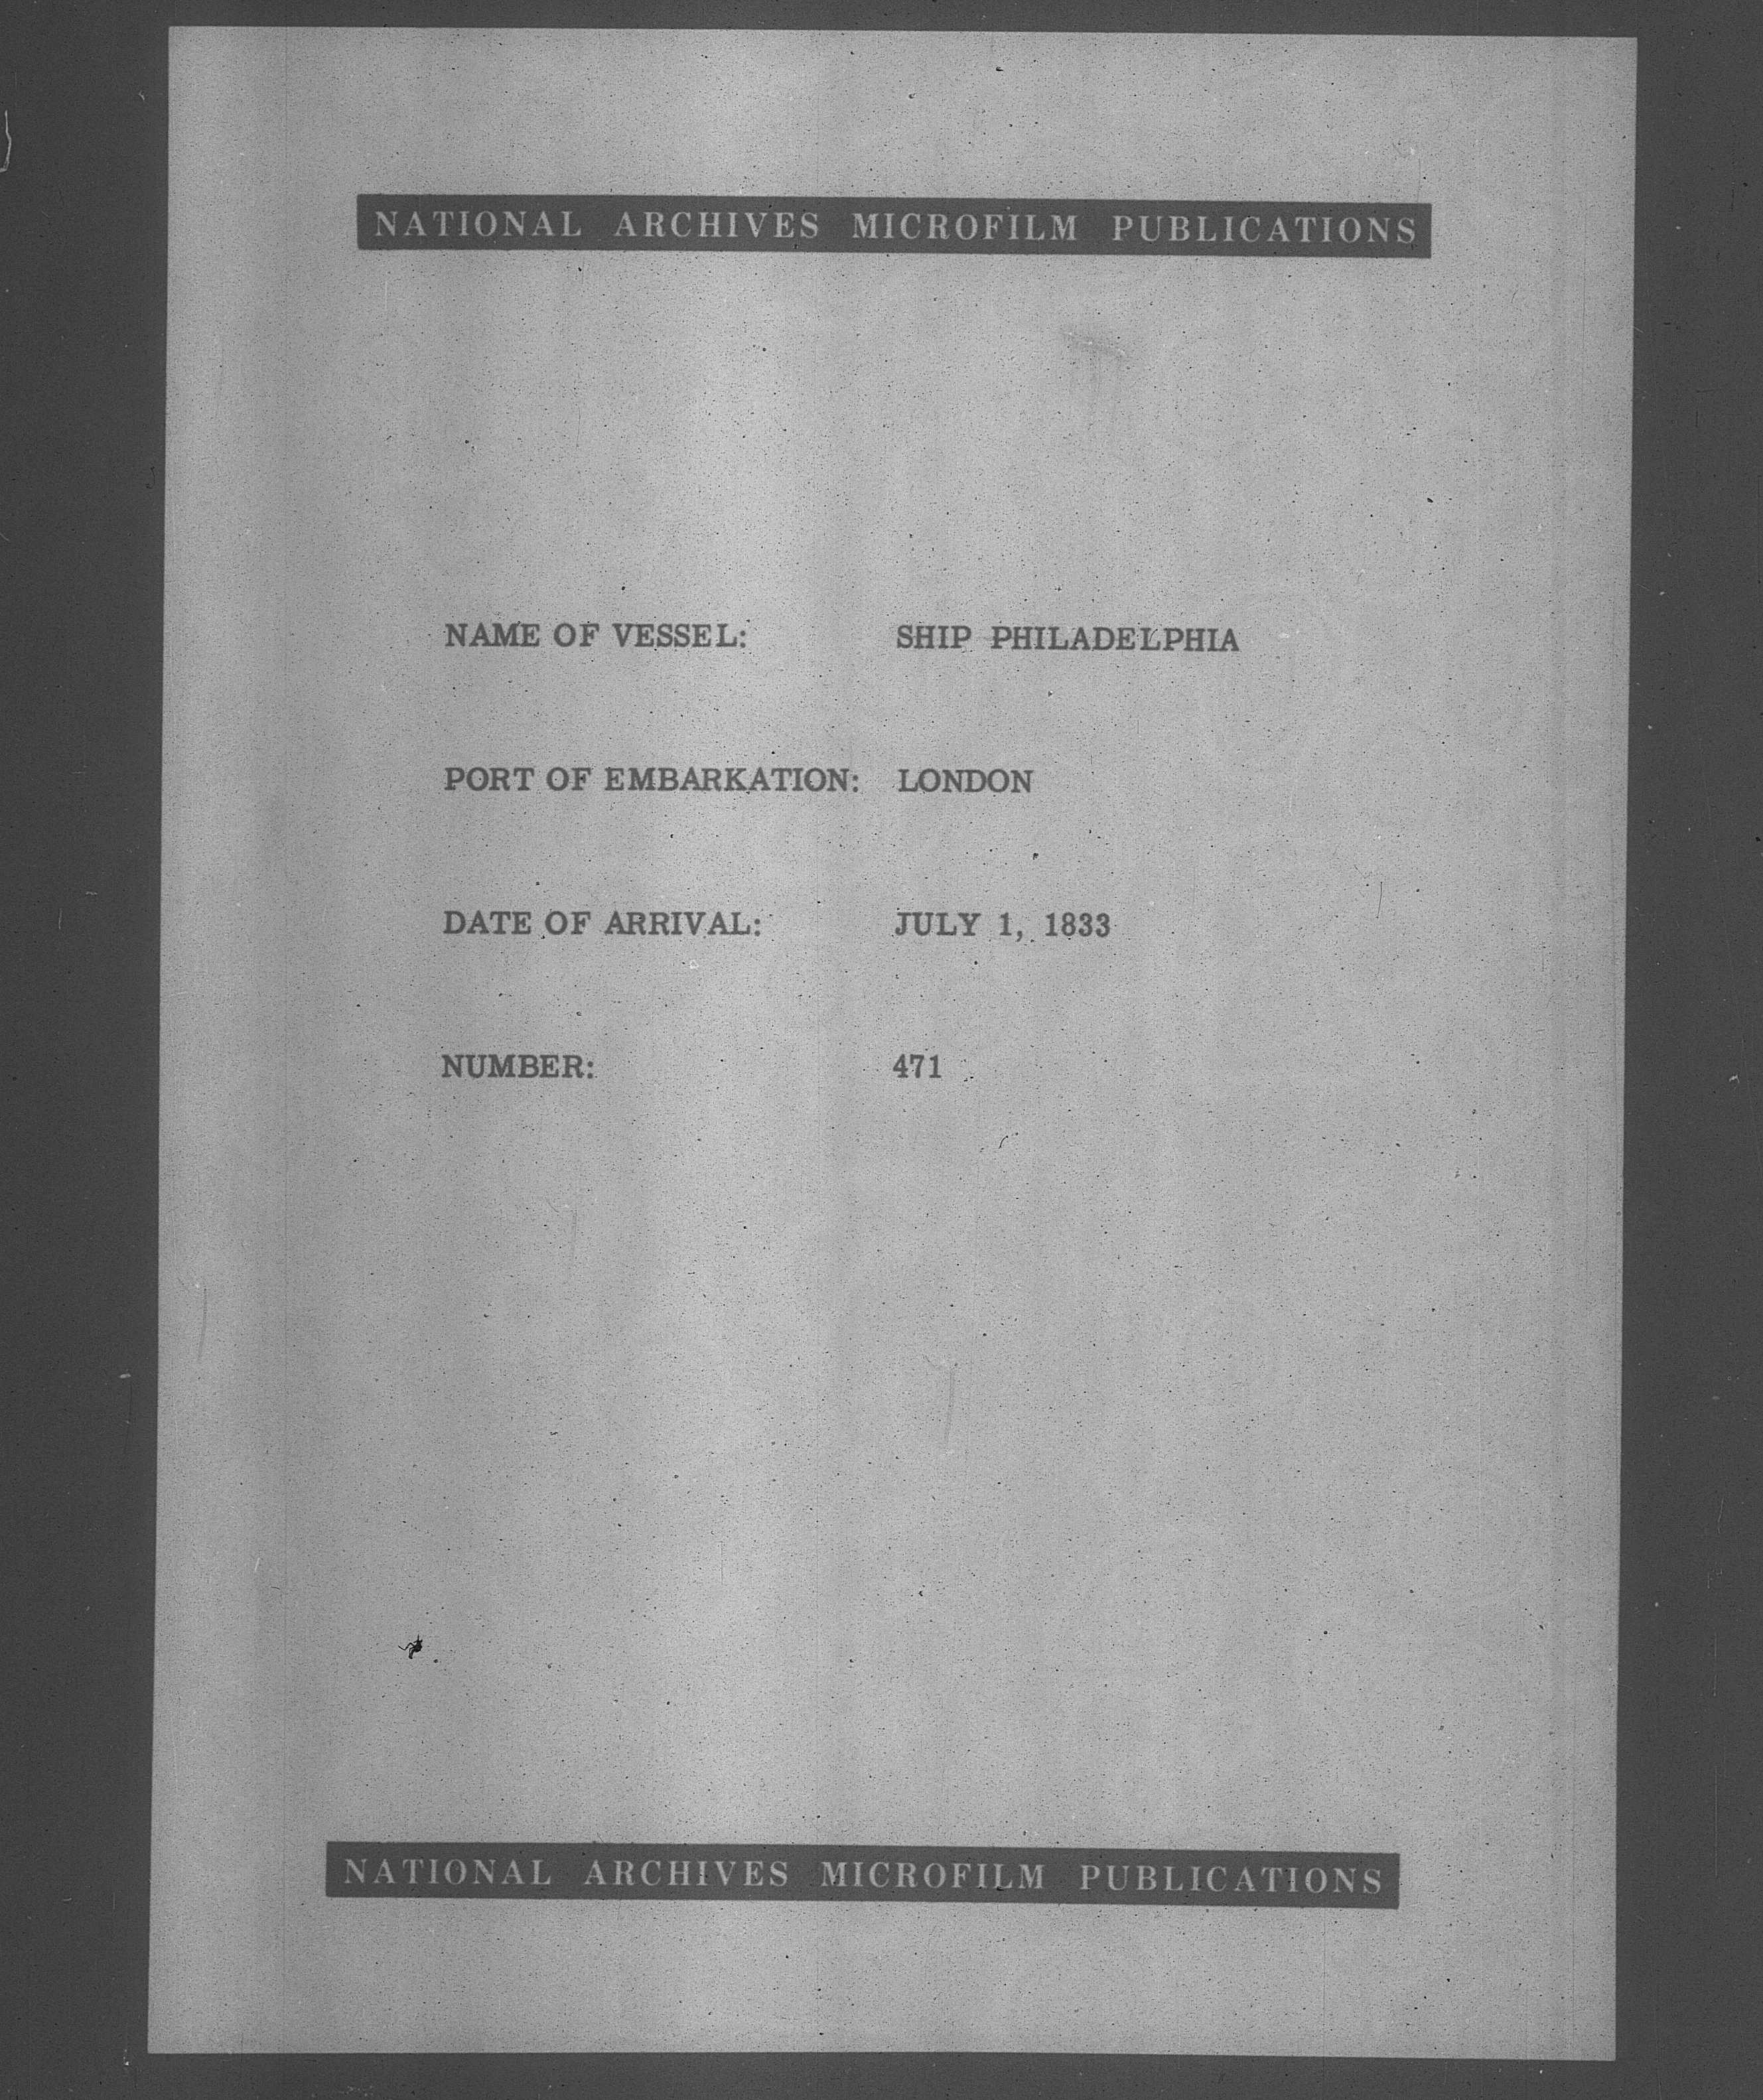 NATIONAL ARCHIVES MICROFILM PUBLICATIONS
NAME OF VESSEL: SHIP PHILADELPHIA
PORT OF EMBARKATION: LONDON
DATE OF ARRIVAL: JULY 1, 1833
NUMBER: 471
NATIONAL ARCHIVES MICROFILM PUBLICATIONS